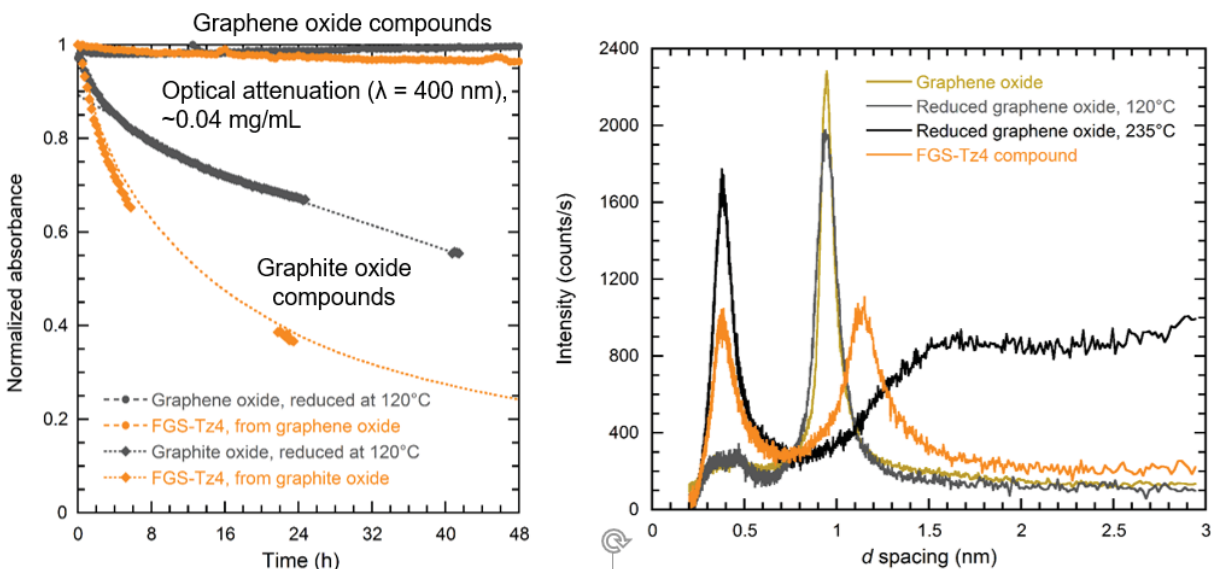 Graphene oxide compounds
Optical attenuation (λ = 400 nm),
~0.04 mg/mL
Graphite oxide
compounds
Graphene oxide, reduced at 120°C
FGS-Tz4, from graphene oxide
Graphite oxide, reduced at 120°C
FGS-Tz4, from graphite oxide
Normalized absorbance
1
0.8
0.6
0.4
0.2
0
0 8 16 24 32 40 48
Time (h)
Graphene oxide
Reduced graphene oxide, 120°C
Reduced graphene oxide, 235°C
FGS-Tz4 compound
Intensity (counts/s)
2400
2000
1600
1200
800
400
0
0 0.5 1 1.5 2 2.5 3
d spacing (nm)